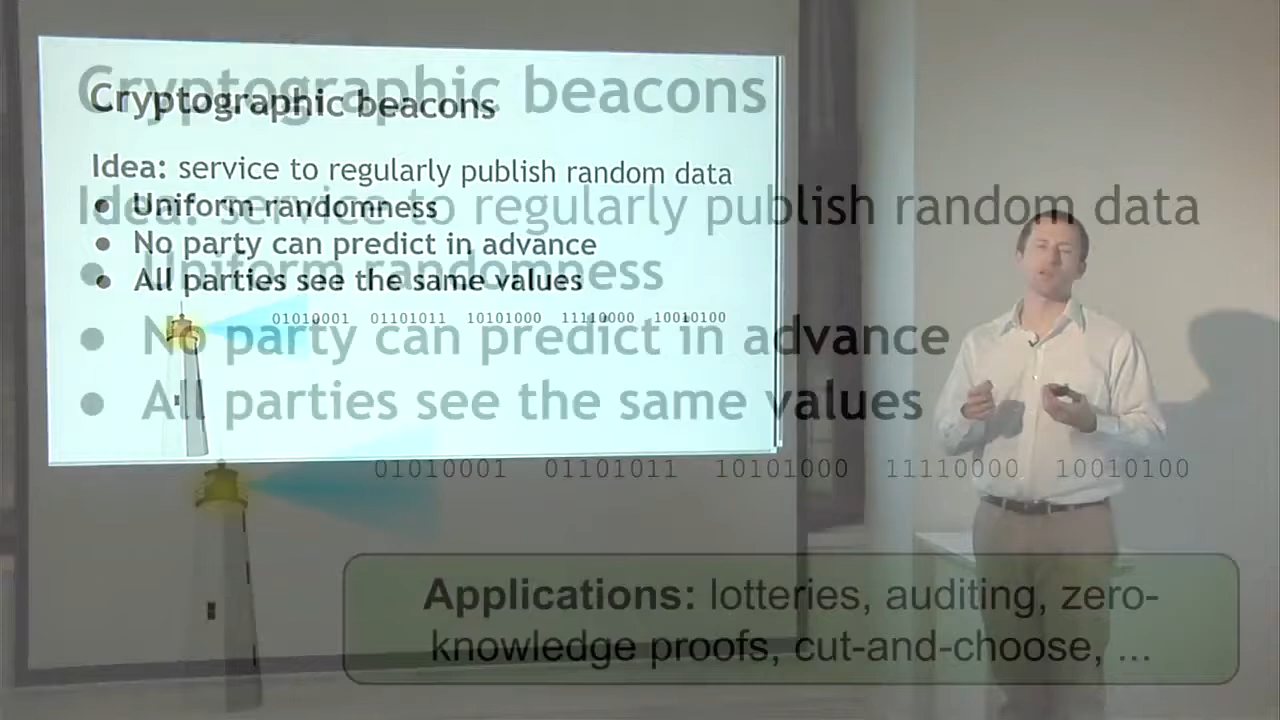 Cryptographic beacons
Idea: service to regularly publish random data
● Uniform randomness
● No party can predict in advance
● All parties see the same values
01010001 01101011 10101000 11110000 10010100
Cryptographic beacons
Idea: service to regularly publish random data
● Uniform randomness
● No party can predict in advance
● All parties see the same values
01010001 01101011 10101000 11110000 10010100
Applications: lotteries, auditing, zero-
knowledge proofs, cut-and-choose, ...